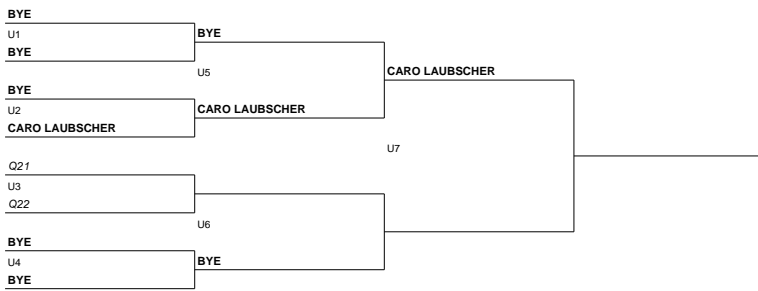 BYE
U1
BYE
BYE
U5
BYE
U2
CARO LAUBSCHER
CARO LAUBSCHER
CARO LAUBSCHER
U7
Q21
U3
Q22
U6
BYE
U4
BYE
BYE